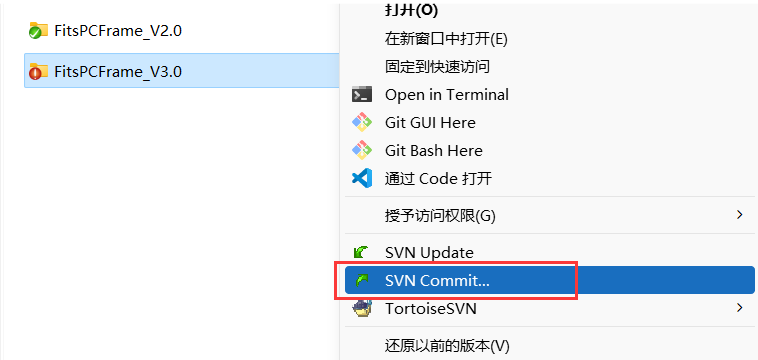 FitsPCFrame_V2.0
FitsPCFrame_V3.0
打开(O)
在新窗口中打开(E)
固定到快速访问
Open in Terminal
Git GUI Here
Git Bash Here
通过 Code 打开
授予访问权限(G)
SVN Update
SVN Commit...
TortoiseSVN
还原以前的版本(V)